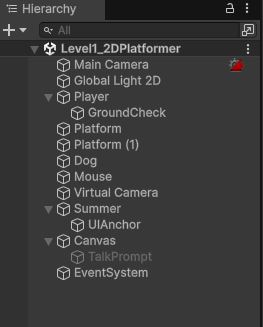 Hierarchy
All
Level1_2DPlatformer
Main Camera
Global Light 2D
Player
GroundCheck
Platform
Platform (1)
Dog
Mouse
Virtual Camera
Summer
UIAnchor
Canvas
TalkPrompt
EventSystem